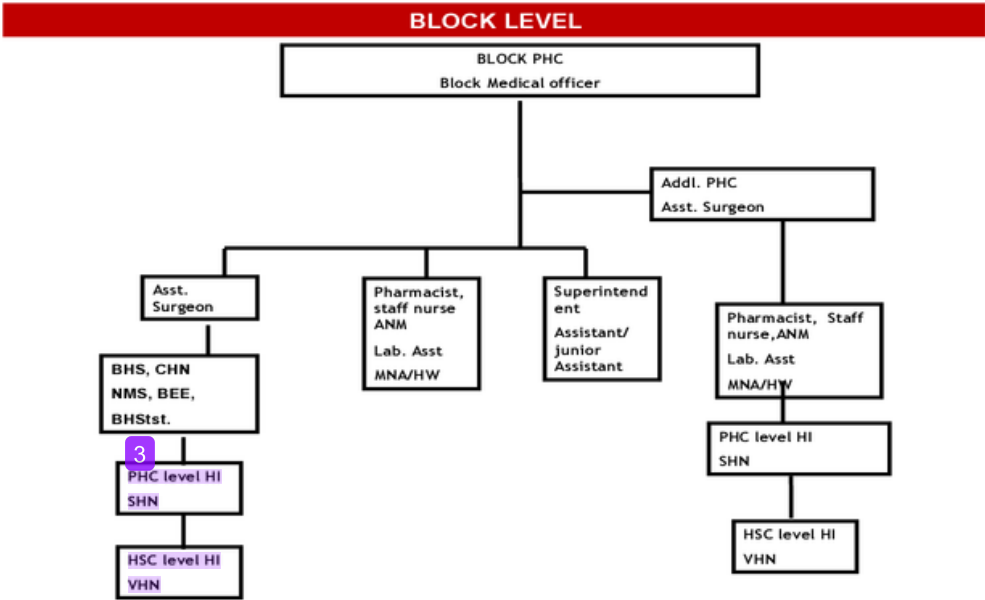 BLOCK LEVEL
BLOCK PHC
Block Medical officer
Addl. PHC
Asst. Surgeon
Asst.
Surgeon
Pharmacist,
staff nurse
ANM
Lab. Asst
MNA/HW
Superintend
ent
Assistant/
junior
Assistant
Pharmacist, Staff
nurse,ANM
Lab. Asst
MNA/HW
BHS, CHN
NMS, BEE,
BHStst.
3
PHC level HI
SHN
HSC level HI
VHN
PHC level HI
SHN
HSC level HI
VHN